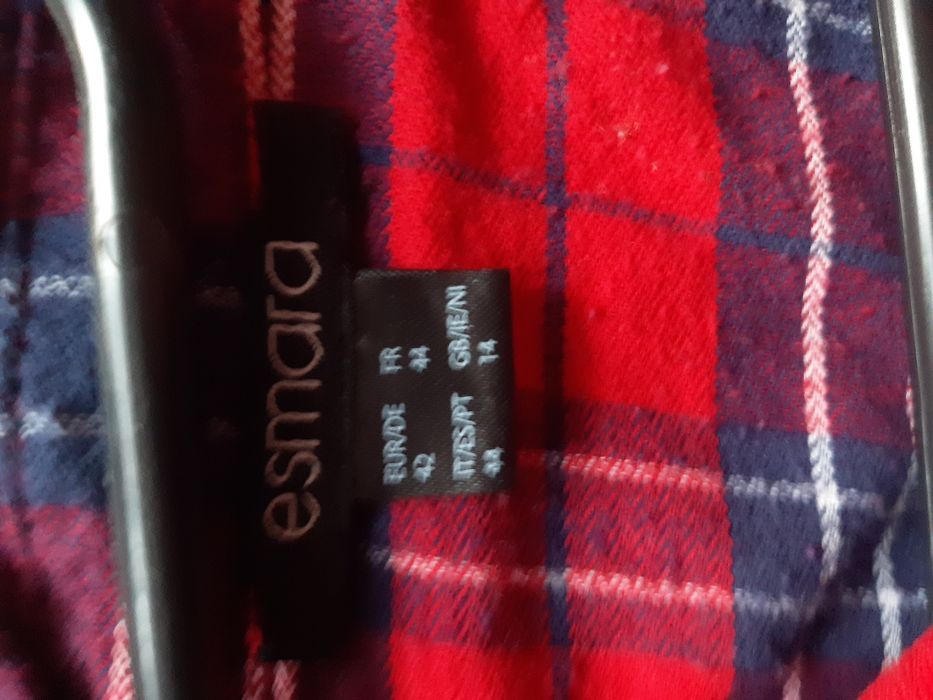 esmara
EUR/DE FR
42 44
IT/ES/PT GB/IE/NI
44 14